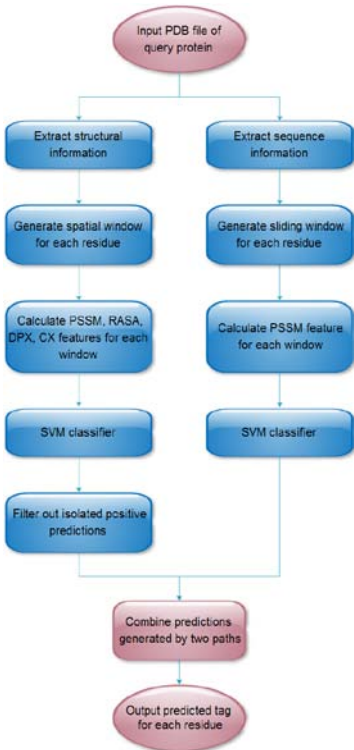 Input PDB file of
query protein
Extract structural
information
Extract sequence
information
Generate spatial window
for each residue
Generate sliding window
for each residue
Calculate PSSM, RASA,
DPX, CX features for each
window
Calculate PSSM feature
for each window
SVM classifier
SVM classifier
Filter out isolated positive
predictions
Combine predictions
generated by two paths
Output predicted tag
for each residue